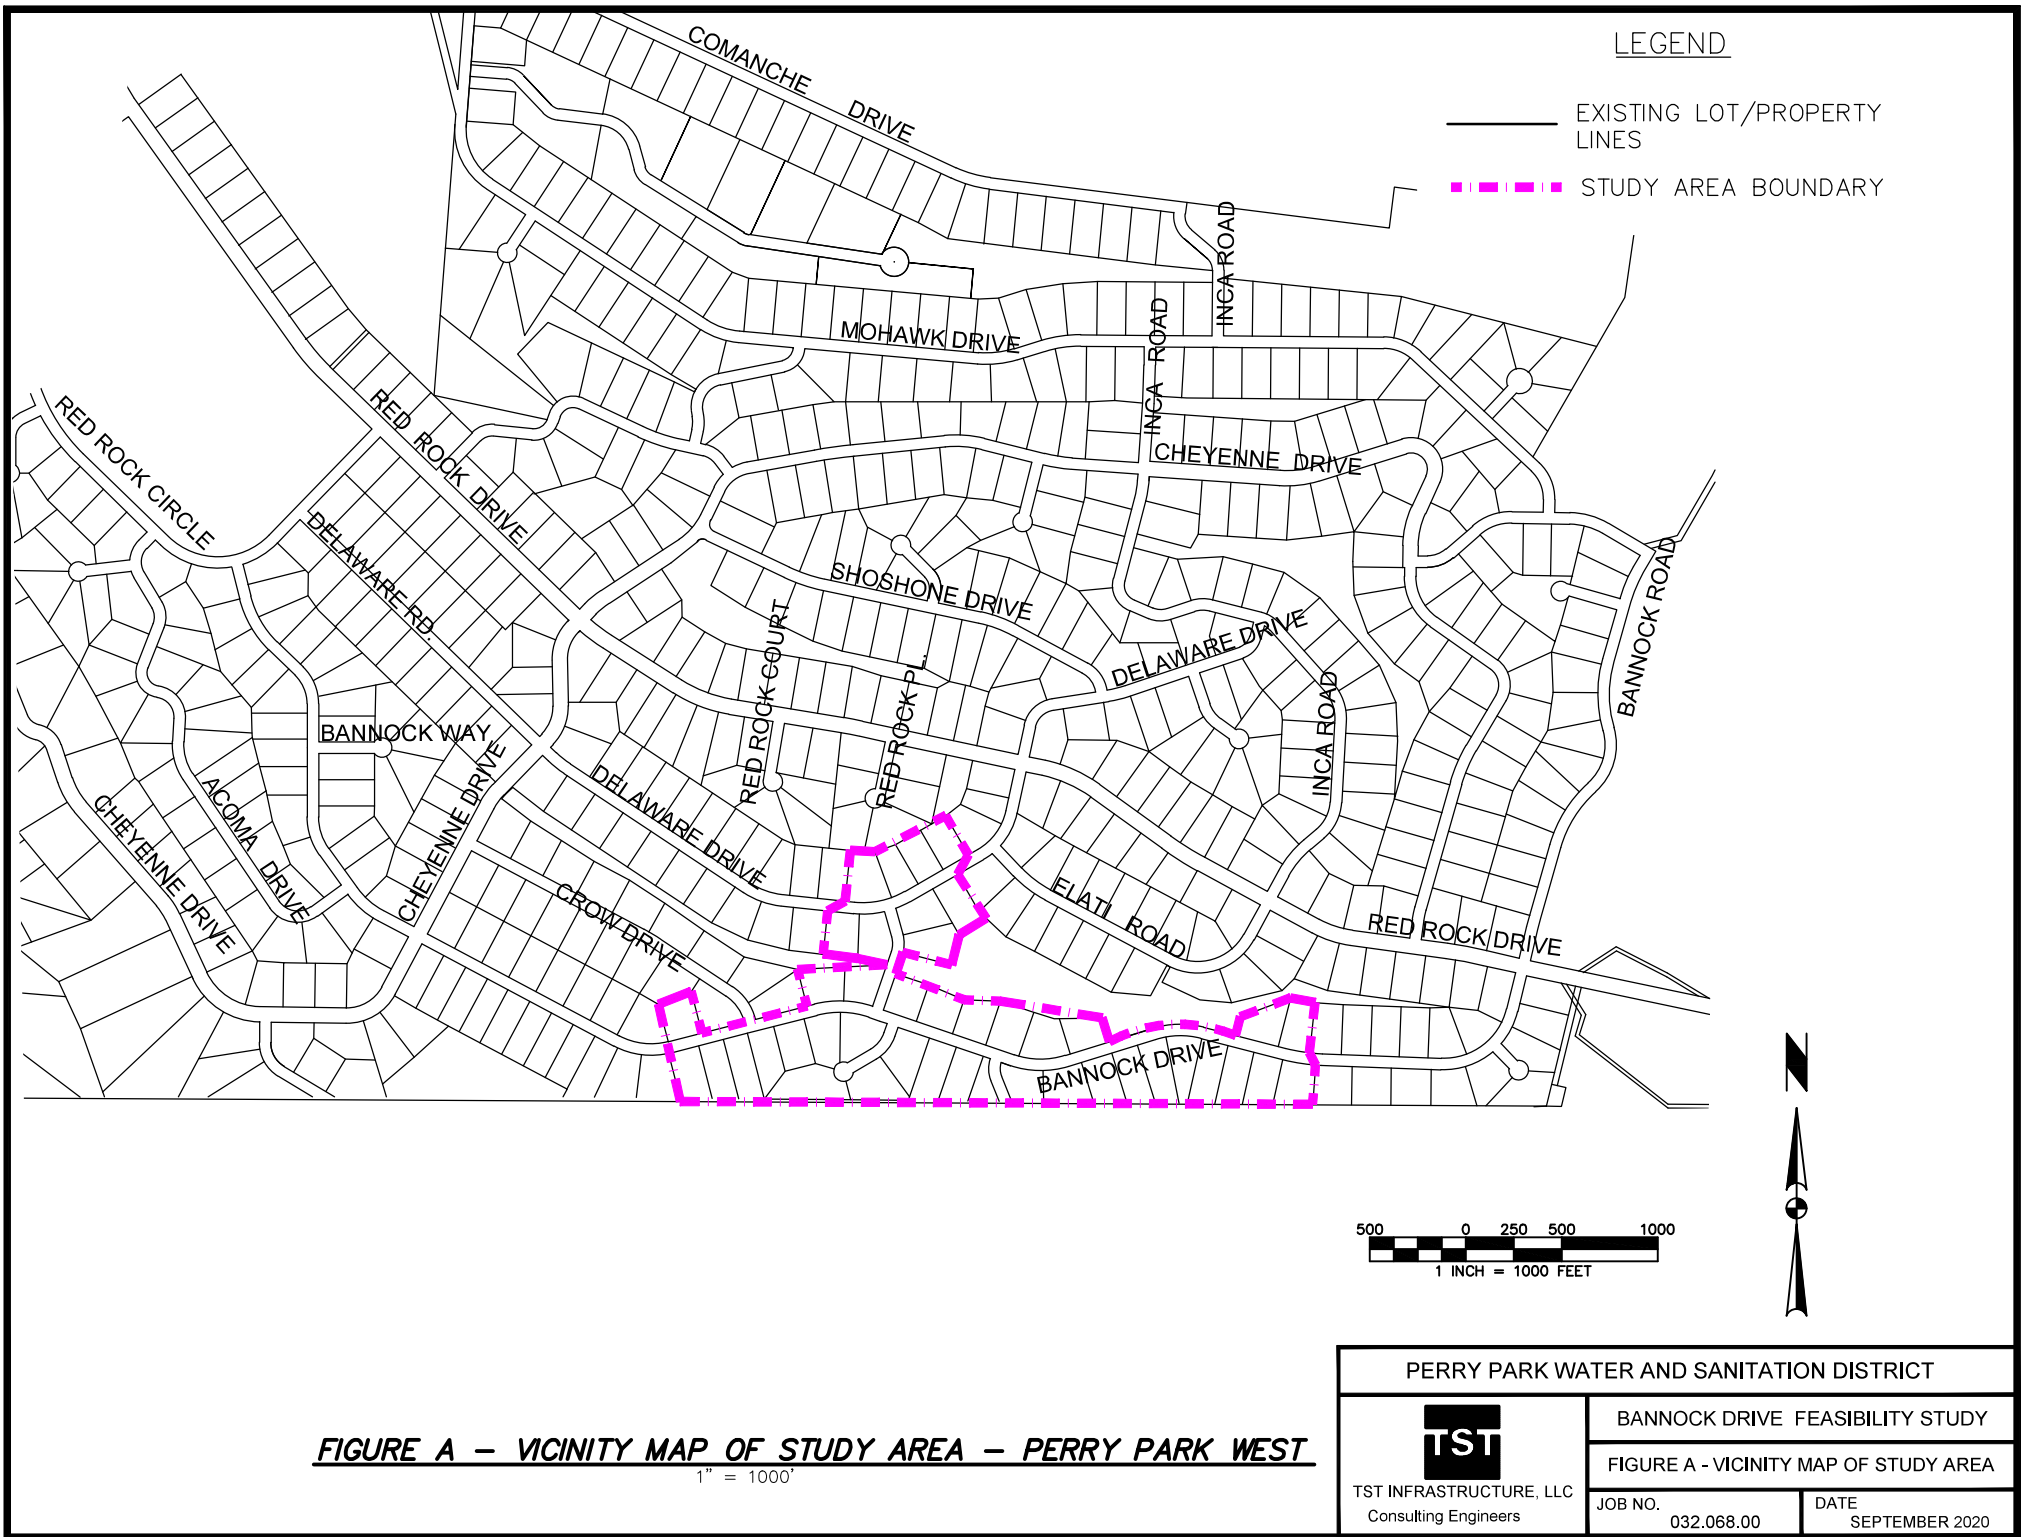 LEGEND
EXISTING LOT/PROPERTY
LINES
STUDY AREA BOUNDARY
COMANCHE DRIVE
INCA ROAD
INCA ROAD
MOHAWK DRIVE
RED ROCK CIRCLE
RED ROCK DRIVE
CHEYENNE DRIVE
DELAWARE RD.
SHOSHONE DRIVE
BANNOCK ROAD
RED ROCK COURT
RED ROCK PL.
DELAWARE DRIVE
INCA ROAD
BANNOCK WAY
ACOMA DRIVE
CHEYENNE DRIVE
CHEYENNE DRIVE
DELAWARE DRIVE
CROW DRIVE
ELATI ROAD
RED ROCK DRIVE
BANNOCK DRIVE
N
500 0 250 500 1000
1 INCH = 1000 FEET
FIGURE A - VICINITY MAP OF STUDY AREA - PERRY PARK WEST
1" = 1000'
PERRY PARK WATER AND SANITATION DISTRICT
TST
TST INFRASTRUCTURE, LLC
Consulting Engineers
BANNOCK DRIVE FEASIBILITY STUDY
FIGURE A - VICINITY MAP OF STUDY AREA
JOB NO.
032.068.00
DATE
SEPTEMBER 2020